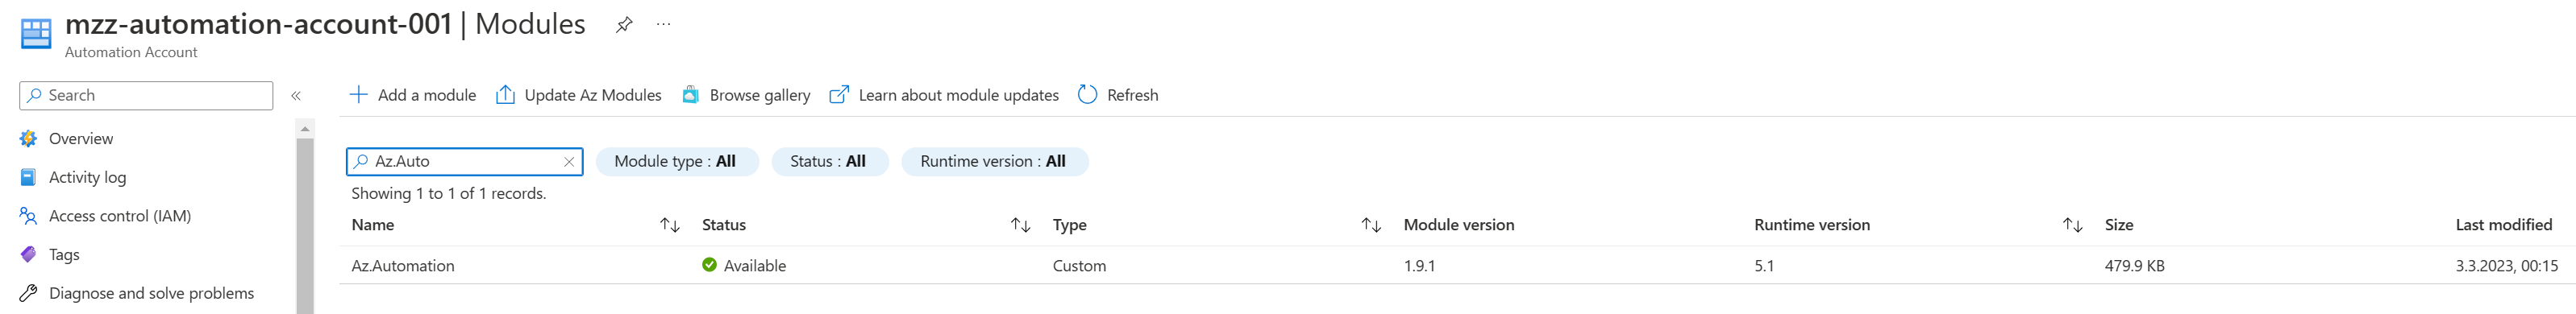 mzz-automation-account-001 | Modules ...
Automation Account
Search «
+ Add a module Update Az Modules Browse gallery Learn about module updates Refresh
Overview
Activity log
Access control (IAM)
Tags
Diagnose and solve problems
Az.Auto Module type : All Status : All Runtime version : All
Showing 1 to 1 of 1 records.
Name Status Type Module version Runtime version Size Last modified
Az.Automation Available Custom 1.9.1 5.1 479.9 KB 3.3.2023, 00:15